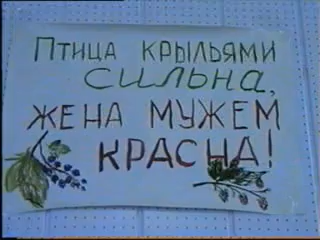 Птица крыльями
сильна,
жена мужем
красна!